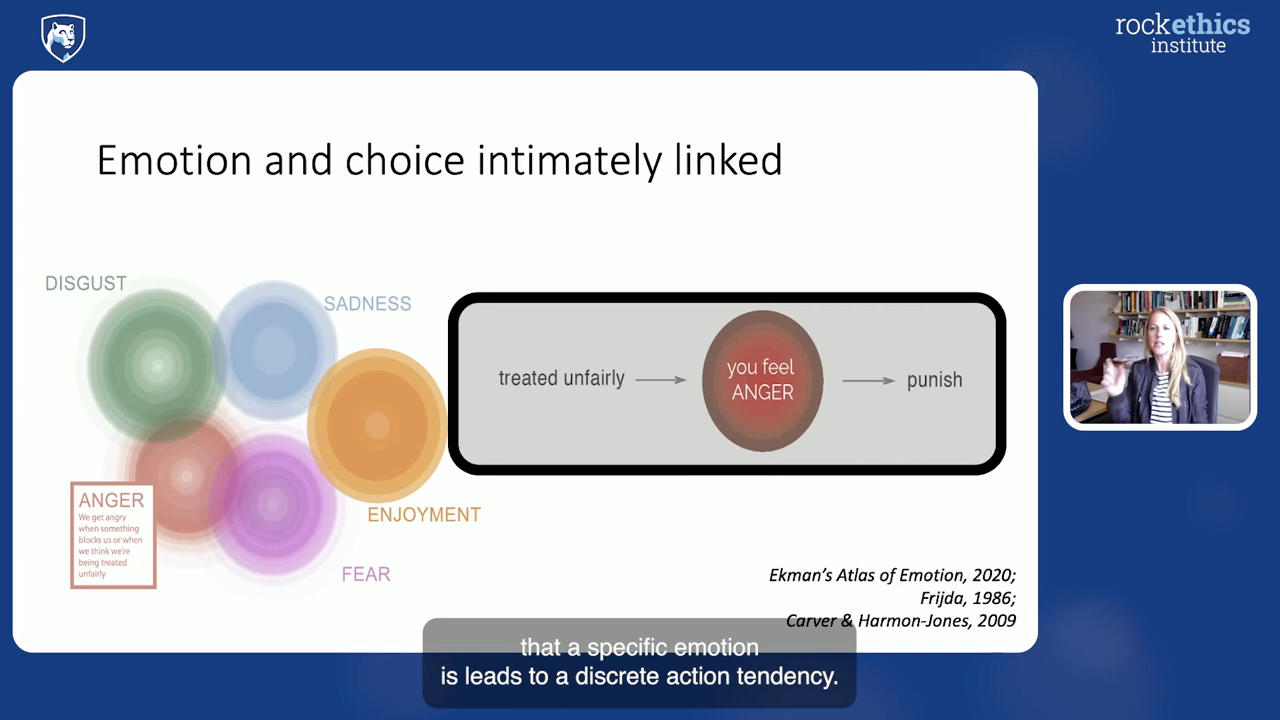 rockethics
institute
Emotion and choice intimately linked
DISGUST
SADNESS
treated unfairly
you feel
ANGER
punish
ANGER
We get angry
when something
blocks us or when
we think we're
being treated
unfairly
ENJOYMENT
FEAR
Ekman's Atlas of Emotion, 2020;
Frijda, 1986;
Carver & Harmon-Jones, 2009
that a specific emotion
is leads to a discrete action tendency.